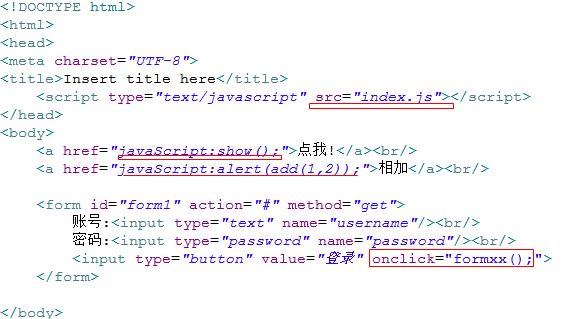 <!DOCTYPE html>
<html>
<head>
<meta charset="UTF-8">
<title>Insert title here</title>
    <script type="text/javascript" src="index.js"></script>
</head>
<body>
    <a href="javaScript:show();">点我!</a><br/>
    <a href="javaScript:alert(add(1,2));">相加</a><br/>
    <form id="form1" action="#" method="get">
        账号:<input type="text" name="username"/><br/>
        密码:<input type="password" name="password"/><br/>
        <input type="button" value="登录" onclick="formxx();">
    </form>
</body>